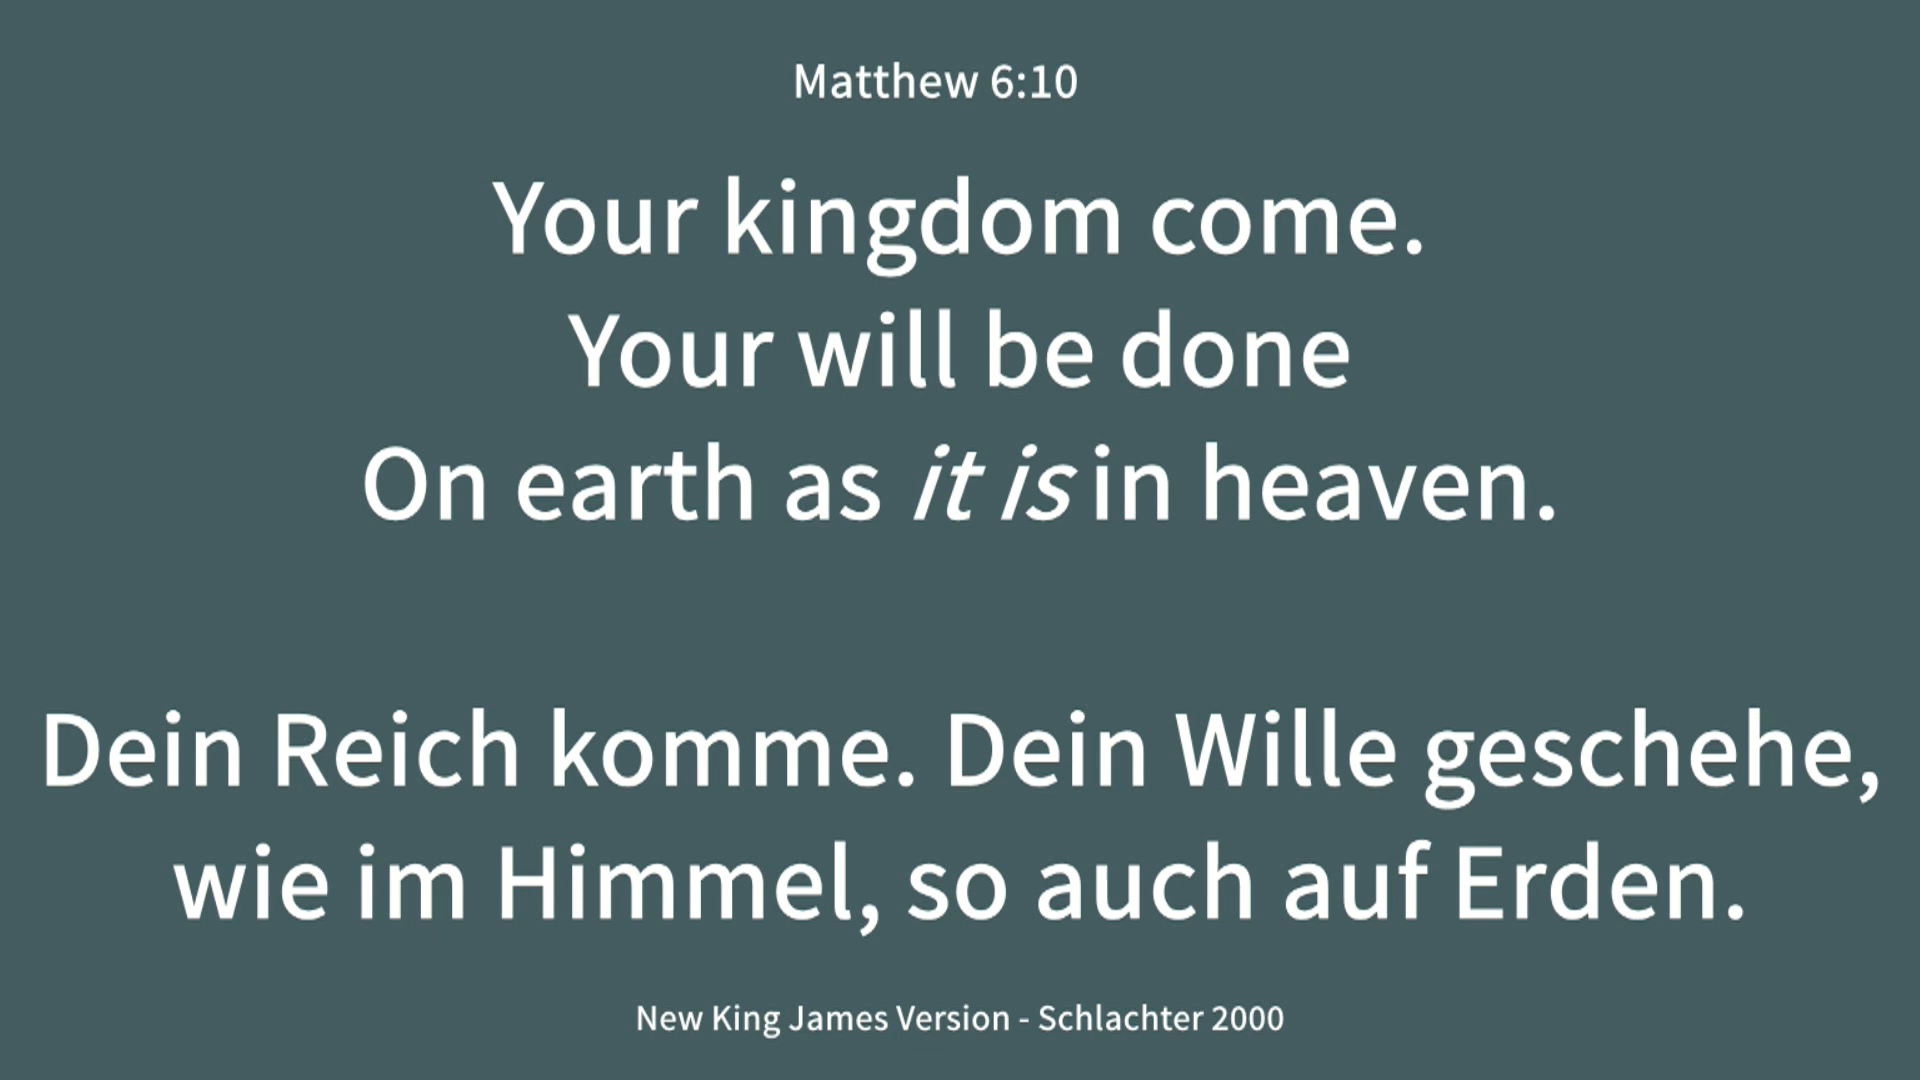 Matthew 6:10
Your kingdom come.
Your will be done
On earth as it is in heaven.
Dein Reich komme. Dein Wille geschehe,
wie im Himmel, so auch auf Erden.
New King James Version - Schlachter 2000